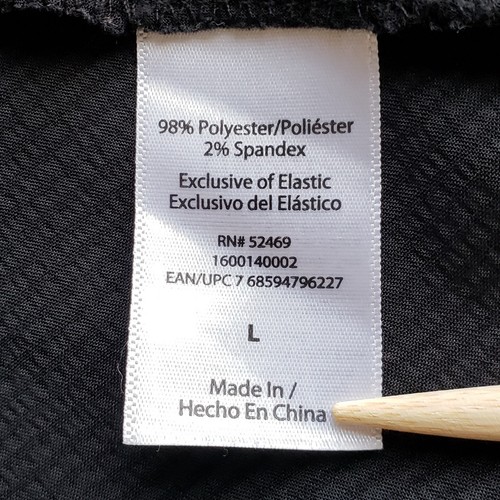 98% Polyester/Poliéster
2% Spandex
Exclusive of Elastic
Exclusivo del Elástico
RN# 52469
1600140002
EAN/UPC 7 68594796227
L
Made In /
Hecho En China